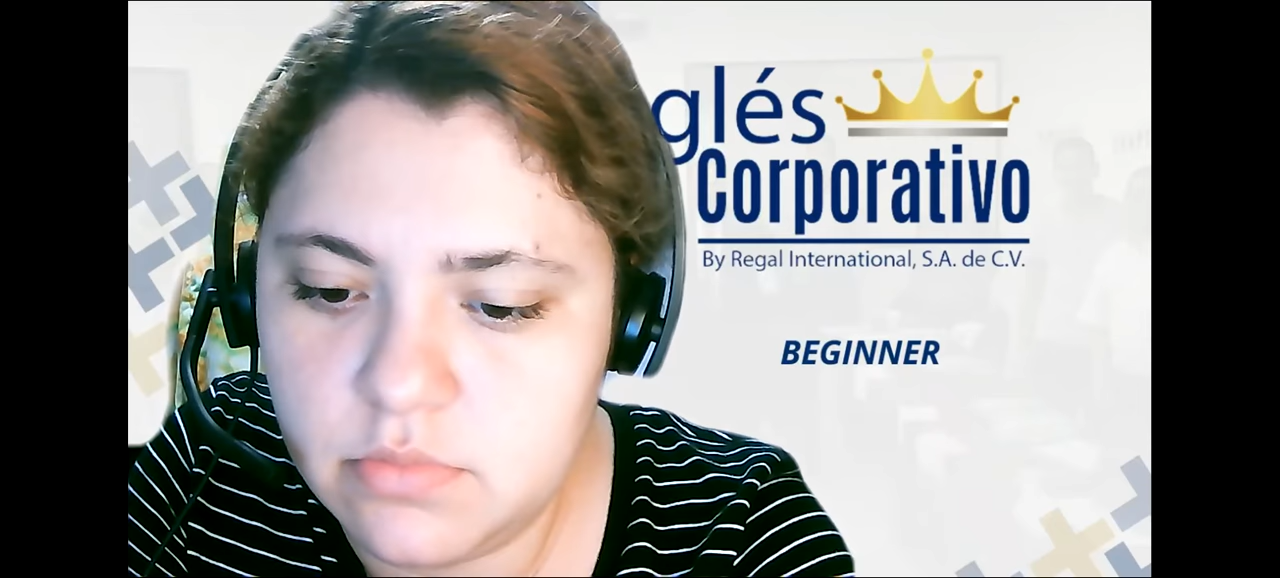 glés
Corporativo
By Regal International, S.A. de C.V.
BEGINNER